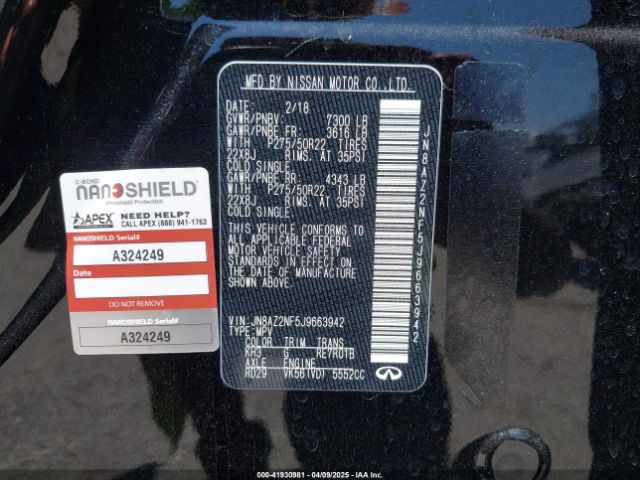 MFD BY NISSAN MOTOR CO.,LTD.
DATE: 2/18
GVWR/PNBV: 7300 LB
GAWR/PNBE FR: 3616 LB
WITH P275/50R22 TIRES
22X8J RIMS, AT 35PSI
COLD SINGLE.
GAWR/PNBE RR: 4343 LB
WITH P275/50R22 TIRES
22X8J RIMS, AT 35PSI
COLD SINGLE.
THIS VEHICLE CONFORMS TO
ALL APPLICABLE FEDERAL
MOTOR VEHICLE SAFETY
STANDARDS IN EFFECT ON
THE DATE OF MANUFACTURE
SHOWN ABOVE.
VIN:JN8AZ2NF5J9663942
TYPE:MPV
COLOR TRIM TRANS
KH3 G RE7R01B
AXLE ENGINE
RD29 VK56(VD) 5552CC
INFINITI
JN8AZ2NF5J9663942
C-BOND
NANOSHIELD
Windshield Protection
APEX
NEED HELP?
CALL APEX (888) 941-1763
NANOSHIELD Serial#
A324249
Date
DO NOT REMOVE
NANOSHIELD Serial#
A324249
000-41930981 - 04/09/2025 - IAA Inc.